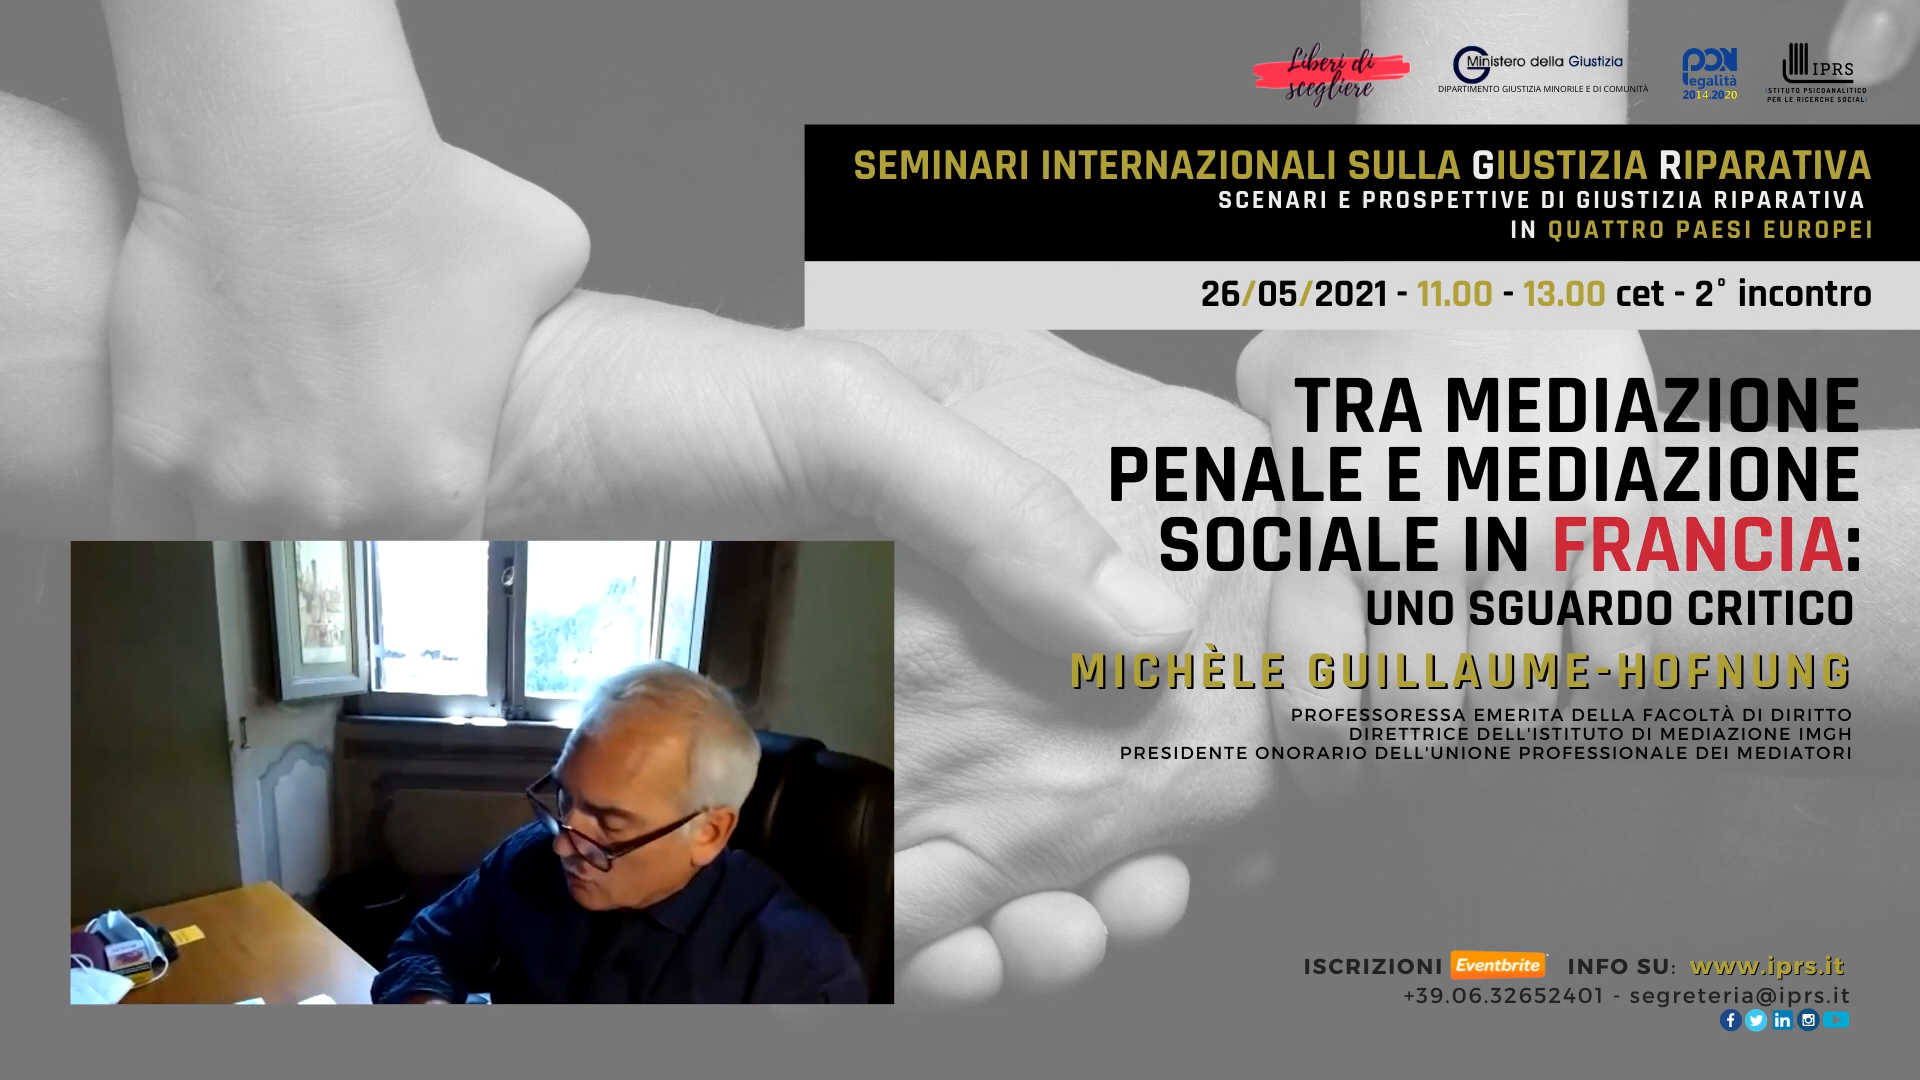 Liberi di
scegliere
Ministero della Giustizia
DIPARTIMENTO GIUSTIZIA MINORILE E DI COMUNITÀ
PON
legalità
2014.2020
IPRS
ISTITUTO PSICOANALITICO
PER LE RICERCHE SOCIALI
SEMINARI INTERNAZIONALI SULLA GIUSTIZIA RIPARATIVA
SCENARI E PROSPETTIVE DI GIUSTIZIA RIPARATIVA
IN QUATTRO PAESI EUROPEI
26/05/2021 - 11.00 - 13.00 cet - 2° incontro
TRA MEDIAZIONE
PENALE E MEDIAZIONE
SOCIALE IN FRANCIA:
UNO SGUARDO CRITICO
MICHÈLE GUILLAUME-HOFNUNG
PROFESSORESSA EMERITA DELLA FACOLTÀ DI DIRITTO
DIRETTRICE DELL'ISTITUTO DI MEDIAZIONE IMGH
PRESIDENTE ONORARIO DELL'UNIONE PROFESSIONALE DEI MEDIATORI
ISCRIZIONI Eventbrite INFO SU: www.iprs.it
+39.06.32652401 - segreteria@iprs.it